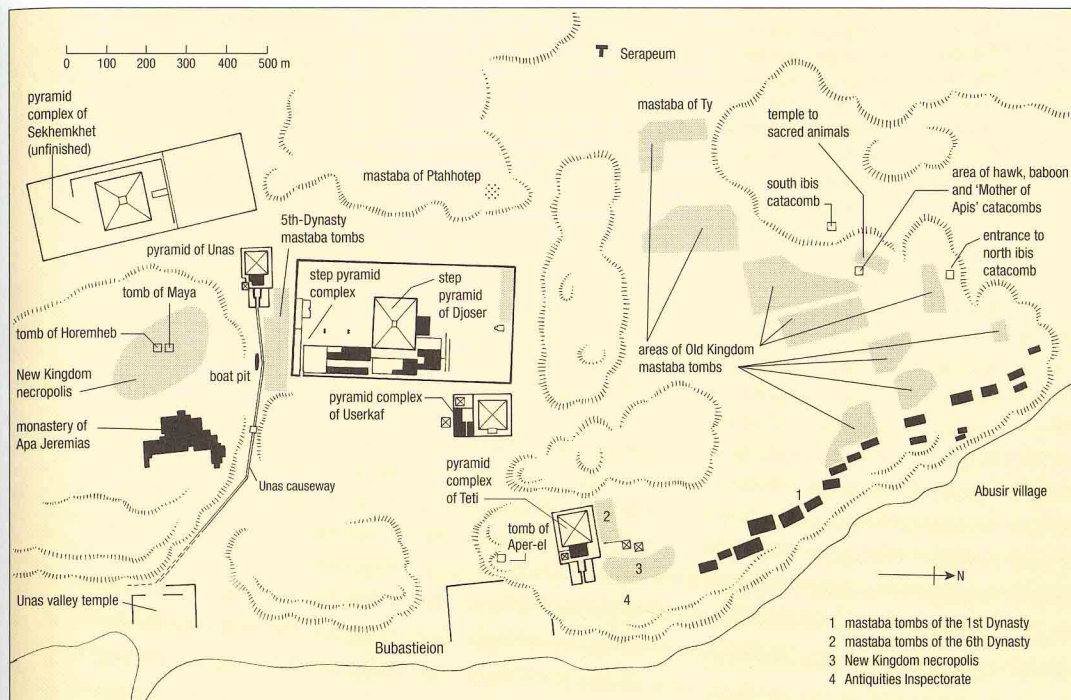 0 100 200 300 400 500 m
Serapeum
pyramid
complex of
Sekhemkhet
(unfinished)
mastaba of Ty
temple to
sacred animals
mastaba of Ptahhotep
south ibis
catacomb
area of hawk, baboon
and ‘Mother of
Apis’ catacombs
5th-Dynasty
mastaba tombs
entrance to
north ibis
catacomb
pyramid of Unas
step pyramid
complex
step
pyramid
of Djoser
tomb of Maya
tomb of Horemheb
areas of Old Kingdom
mastaba tombs
boat pit
New Kingdom
necropolis
pyramid complex
of Userkaf
monastery of
Apa Jeremias
Unas causeway
pyramid
complex
of Teti
1
Abusir village
2
tomb of
Aper-el
3
N
4
Unas valley temple
Bubastieion
1 mastaba tombs of the 1st Dynasty
2 mastaba tombs of the 6th Dynasty
3 New Kingdom necropolis
4 Antiquities Inspectorate